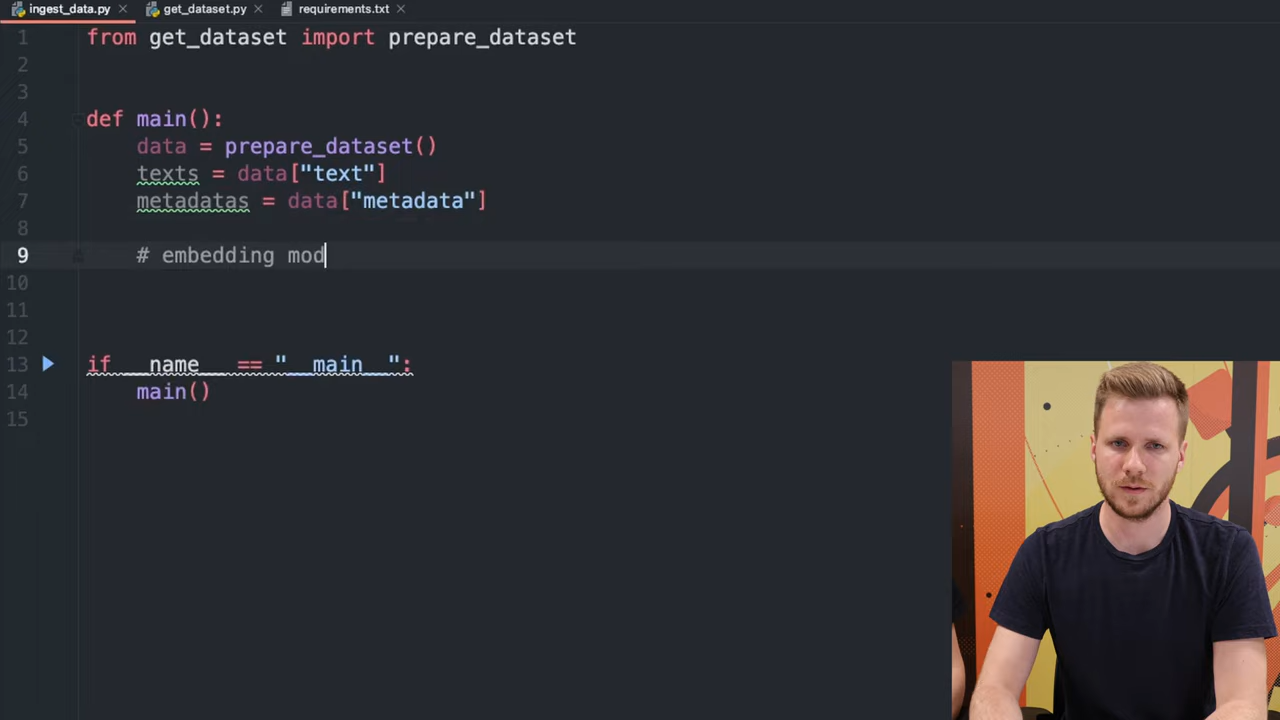 ingest_data.py get_dataset.py requirements.txt
1 from get_dataset import prepare_dataset
2
3
4 def main():
5 data = prepare_dataset()
6 texts = data["text"]
7 metadatas = data["metadata"]
8
9 # embedding mod
10
11
12
13 if __name__ == "__main__":
14 main()
15